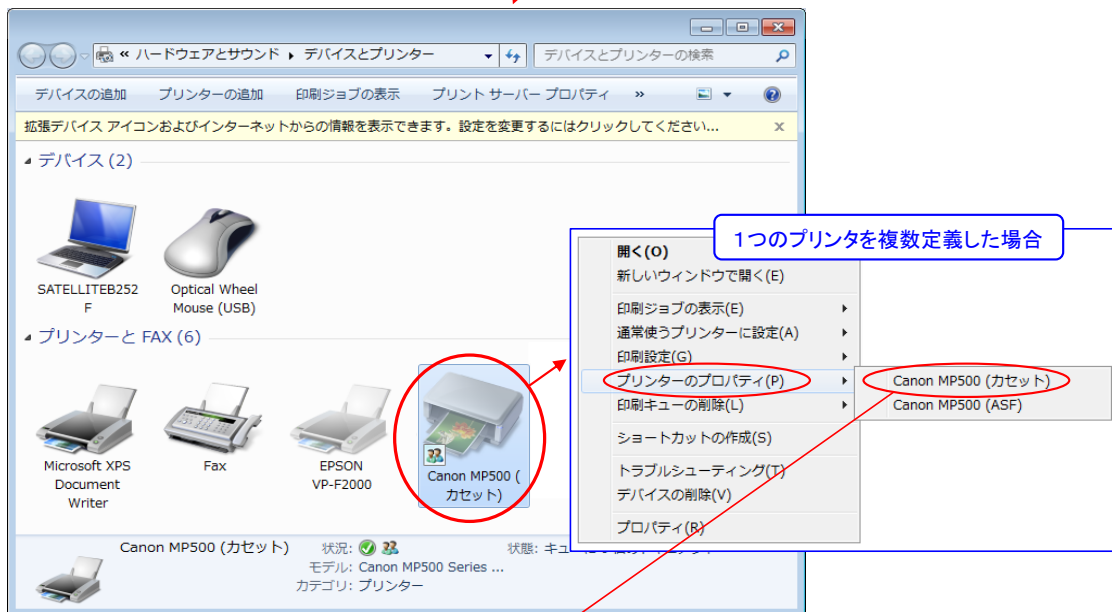 « ハードウェアとサウンド ▸ デバイスとプリンター
デバイスとプリンターの検索
デバイスの追加 プリンターの追加 印刷ジョブの表示 プリント サーバー プロパティ »
拡張デバイス アイコンおよびインターネットからの情報を表示できます。設定を変更するにはクリックしてください... x
デバイス (2)
SATELLITEB252
F
Optical Wheel
Mouse (USB)
プリンターと FAX (6)
Microsoft XPS
Document
Writer
Fax
EPSON
VP-F2000
Canon MP500 (
カセット)
1つのプリンタを複数定義した場合
開く(O)
新しいウィンドウで開く(E)
印刷ジョブの表示(E)
通常使うプリンターに設定(A)
印刷設定(G)
プリンターのプロパティ(P)
印刷キューの削除(L)
ショートカットの作成(S)
トラブルシューティング(T)
デバイスの削除(V)
プロパティ(R)
Canon MP500 (カセット)
Canon MP500 (ASF)
Canon MP500 (カセット) 状況: 状態: キュー
モデル: Canon MP500 Series ...
カテゴリ: プリンター